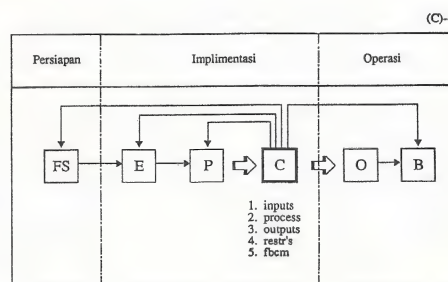 (C)-
Persiapan Implimentasi Operasi
FS E P C O B
1. inputs
2. process
3. outputs
4. restr's
5. fbcm